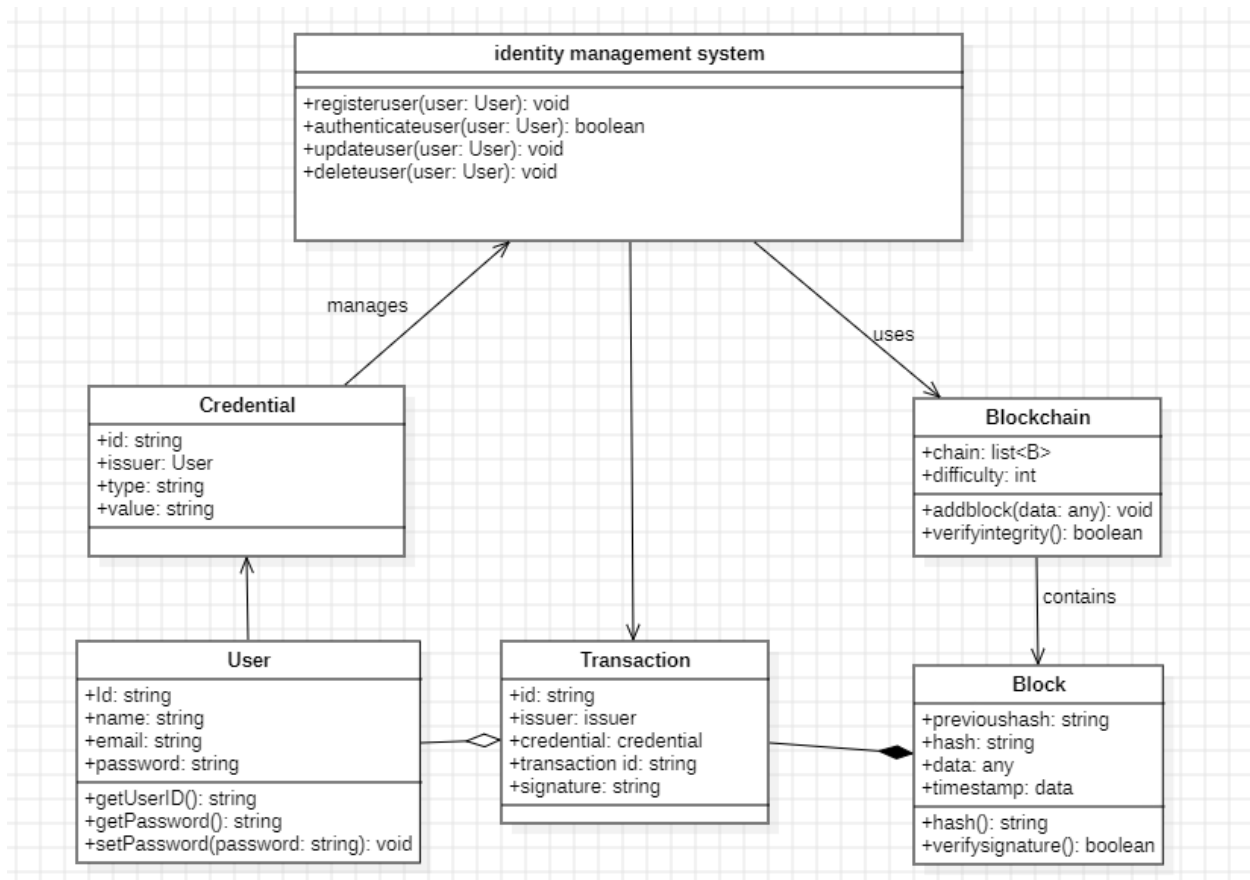 identity management system
+registeruser(user: User): void
+authenticateuser(user: User): boolean
+updateuser(user: User): void
+deleteuser(user: User): void
manages
uses
Credential
+id: string
+issuer: User
+type: string
+value: string
Blockchain
+chain: list<B>
+difficulty: int
+addblock(data: any): void
+verifyintegrity(): boolean
contains
User
+Id: string
+name: string
+email: string
+password: string
+getUserID(): string
+getPassword(): string
+setPassword(password: string): void
Transaction
+id: string
+issuer: issuer
+credential: credential
+transaction id: string
+signature: string
Block
+previoushash: string
+hash: string
+data: any
+timestamp: data
+hash(): string
+verifysignature(): boolean